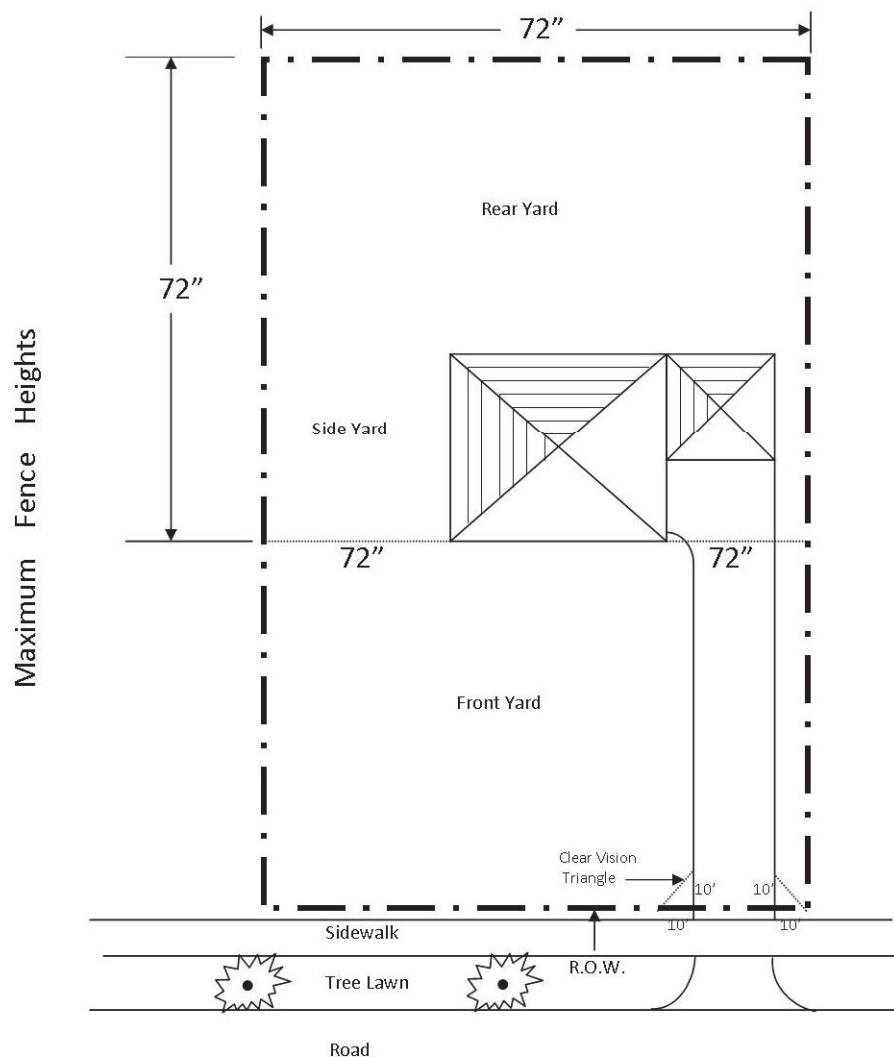 72”
Rear Yard
72”
Maximum Fence Heights
Side Yard
72”
72”
Front Yard
Clear Vision
Triangle
10’
10’
10’
10’
Sidewalk
R.O.W.
Tree Lawn
Road